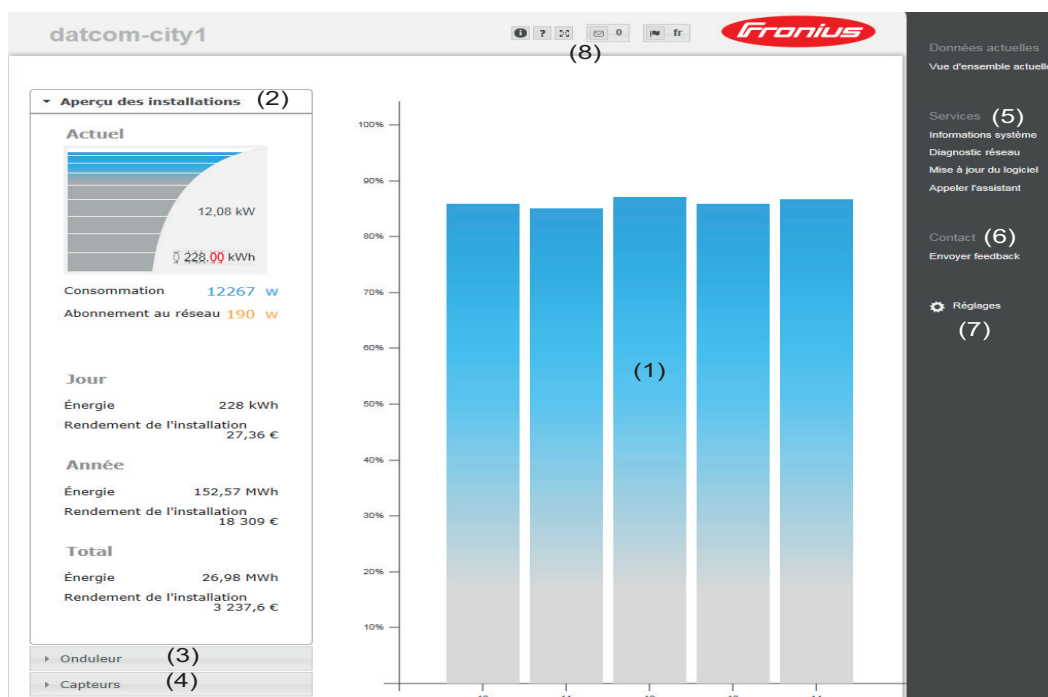 datcom-city1
i ? 0 fr
Fronius
(8)
Données actuelles
Vue d'ensemble actuelle
Services (5)
Informations système
Diagnostic réseau
Mise à jour du logiciel
Appeler l'assistant
Contact (6)
Envoyer feedback
Réglages
(7)
Aperçu des installations (2)
Actuel
12,08 kW
228.00 kWh
Consommation 12267 W
Abonnement au réseau 190 W
Jour
Énergie 228 kWh
Rendement de l'installation
27,36 €
Année
Énergie 152,57 MWh
Rendement de l'installation
18 309 €
Total
Énergie 26,98 MWh
Rendement de l'installation
3 237,6 €
Onduleur (3)
Capteurs (4)
100%
90%
80%
70%
60%
50%
40%
30%
20%
10%
(1)